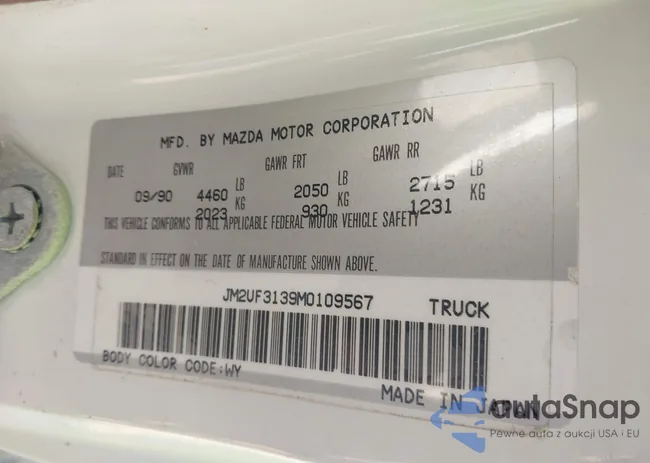 MFD. BY MAZDA MOTOR CORPORATION
DATE GVWR GAWR FRT GAWR RR
09/90 4460 LB 2050 LB 2715 LB
2023 KG 930 KG 1231 KG
THIS VEHICLE CONFORMS TO ALL APPLICABLE FEDERAL MOTOR VEHICLE SAFETY
STANDARD IN EFFECT ON THE DATE OF MANUFACTURE SHOWN ABOVE.
JM2UF3139M0109567 TRUCK
BODY COLOR CODE:WY
MADE IN JAPAN
autaSnap
Pewne auta z aukcji USA i EU